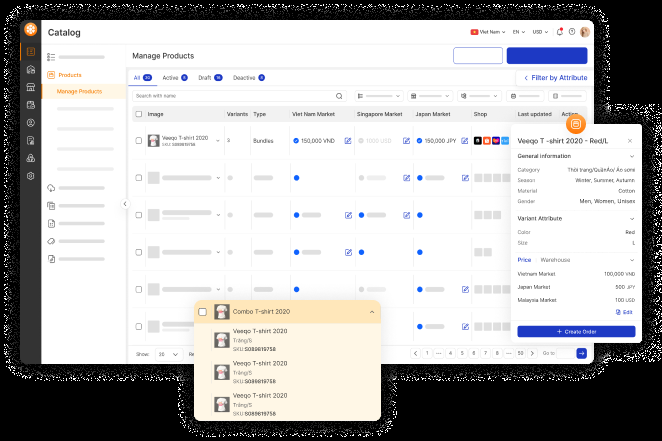 Catalog
Viet Nam
EN
USD
Products
Manage Products
Manage Products
All 30
Active
Draft
Deactive
Filter by Attribute
Search with name
Image
Variants
Type
Viet Nam Market
Singapore Market
Japan Market
Shop
Last updated
Action
Veeqo T-shirt 2020
SKU: S089619758
3
Bundles
150,000 VND
1000 USD
150,000 JPY
Veeqo T -shirt 2020 - Red/L
General information
Category
Thời trang/Quần Áo/ Áo sơmi
Season
Winter, Summer, Autumn
Material
Cotton
Gender
Men, Women, Unisex
Variant Attribute
Color
Red
Size
L
Price
Warehouse
Vietnam Market
100,000 VND
Japan Market
500 JPY
Malaysia Market
100 USD
Edit
+ Create Order
Combo T-shirt 2020
Veeqo T-shirt 2020
Trắng/S
SKU: S089619758
Veeqo T-shirt 2020
Trắng/S
SKU: S089619758
Veeqo T-shirt 2020
Trắng/S
SKU: S089619758
Show:
30
Re
1 ... 4 5 6 7 8 ... 50
Go to